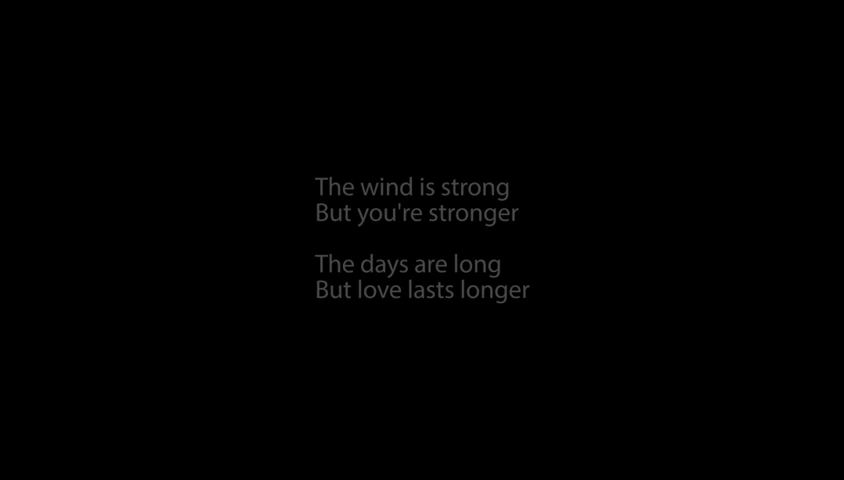 The wind is strong
But you're stronger
The days are long
But love lasts longer